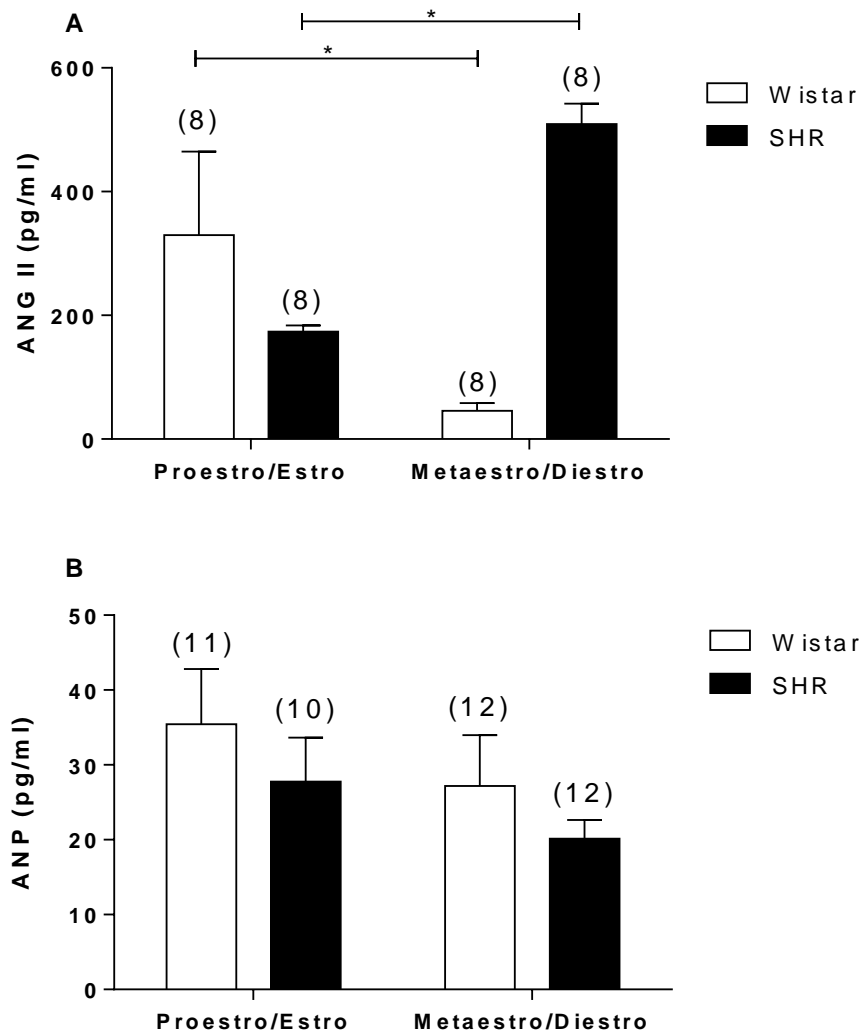 A
*
*
600
400
200
0
ANG II (pg/ml)
(8)
(8)
(8)
(8)
Proestro/Estro
Metaestro/Diestro
Wistar
SHR
B
50
40
30
20
10
0
ANP (pg/ml)
(11)
(10)
(12)
(12)
Proestro/Estro
Metaestro/Diestro
Wistar
SHR